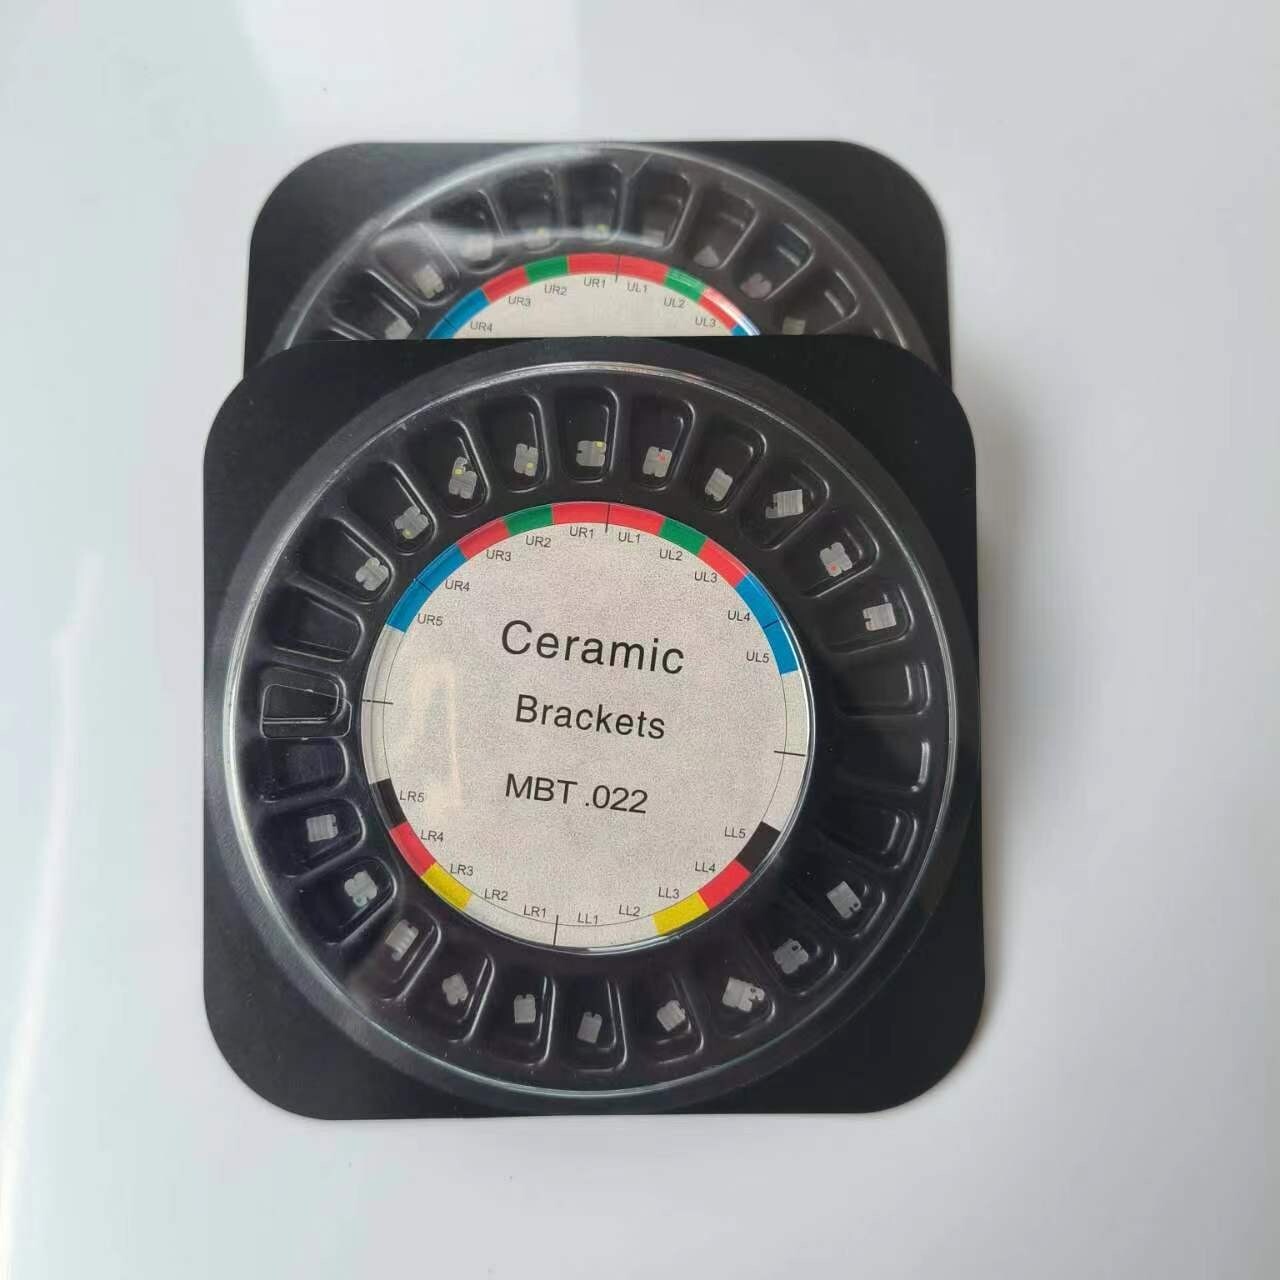 UR4
UR3
UR2
UR1
UL1
UL2
UL3
UR5
UR4
UR3
UR2
UR1
UL1
UL2
UL3
UL4
UL5
Ceramic
Brackets
MBT .022
LR5
LR4
LR3
LR2
LR1
LL1
LL2
LL3
LL4
LL5